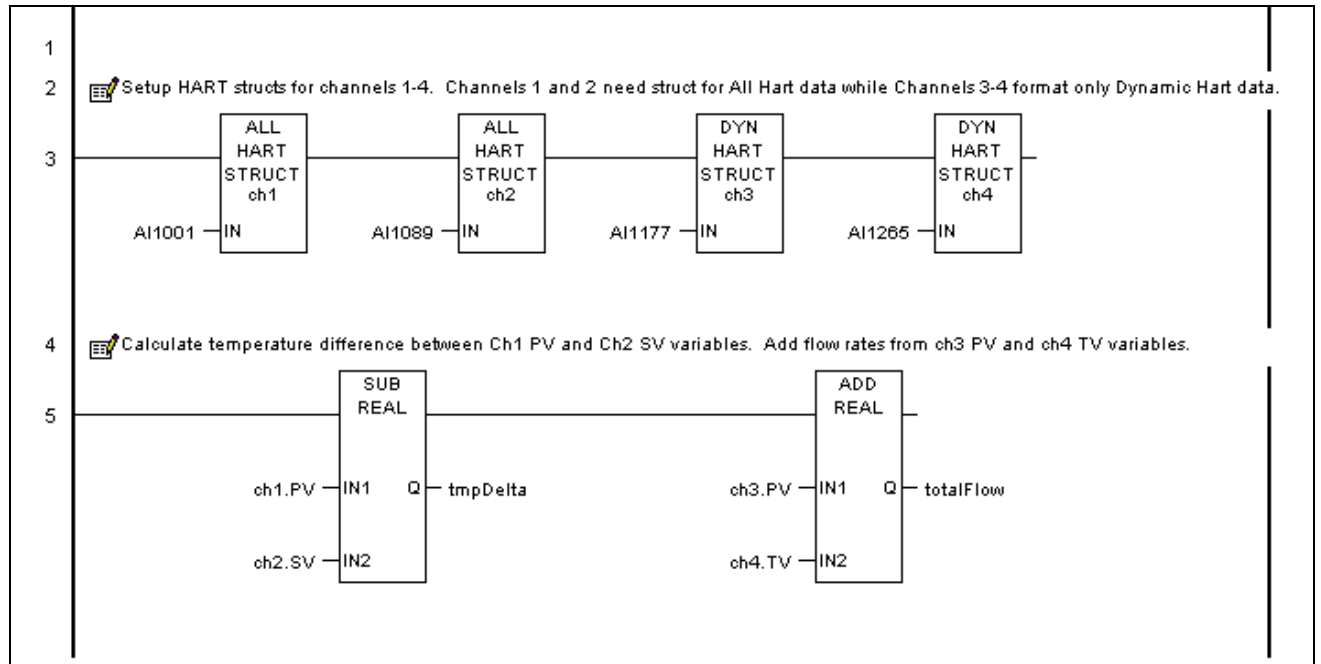 1
2 Setup HART structs for channels 1-4. Channels 1 and 2 need struct for All Hart data while Channels 3-4 format only Dynamic Hart data.
ALL ALL DYN DYN
HART HART HART HART
3 STRUCT STRUCT STRUCT STRUCT
ch1 ch2 ch3 ch4
AI1001 IN AI1089 IN AI1177 IN AI1265 IN
4 Calculate temperature difference between Ch1 PV and Ch2 SV variables. Add flow rates from ch3 PV and ch4 TV variables.
SUB ADD
5 REAL REAL
ch1.PV IN1 Q tmpDelta ch3.PV IN1 Q totalFlow
ch2.SV IN2 ch4.TV IN2